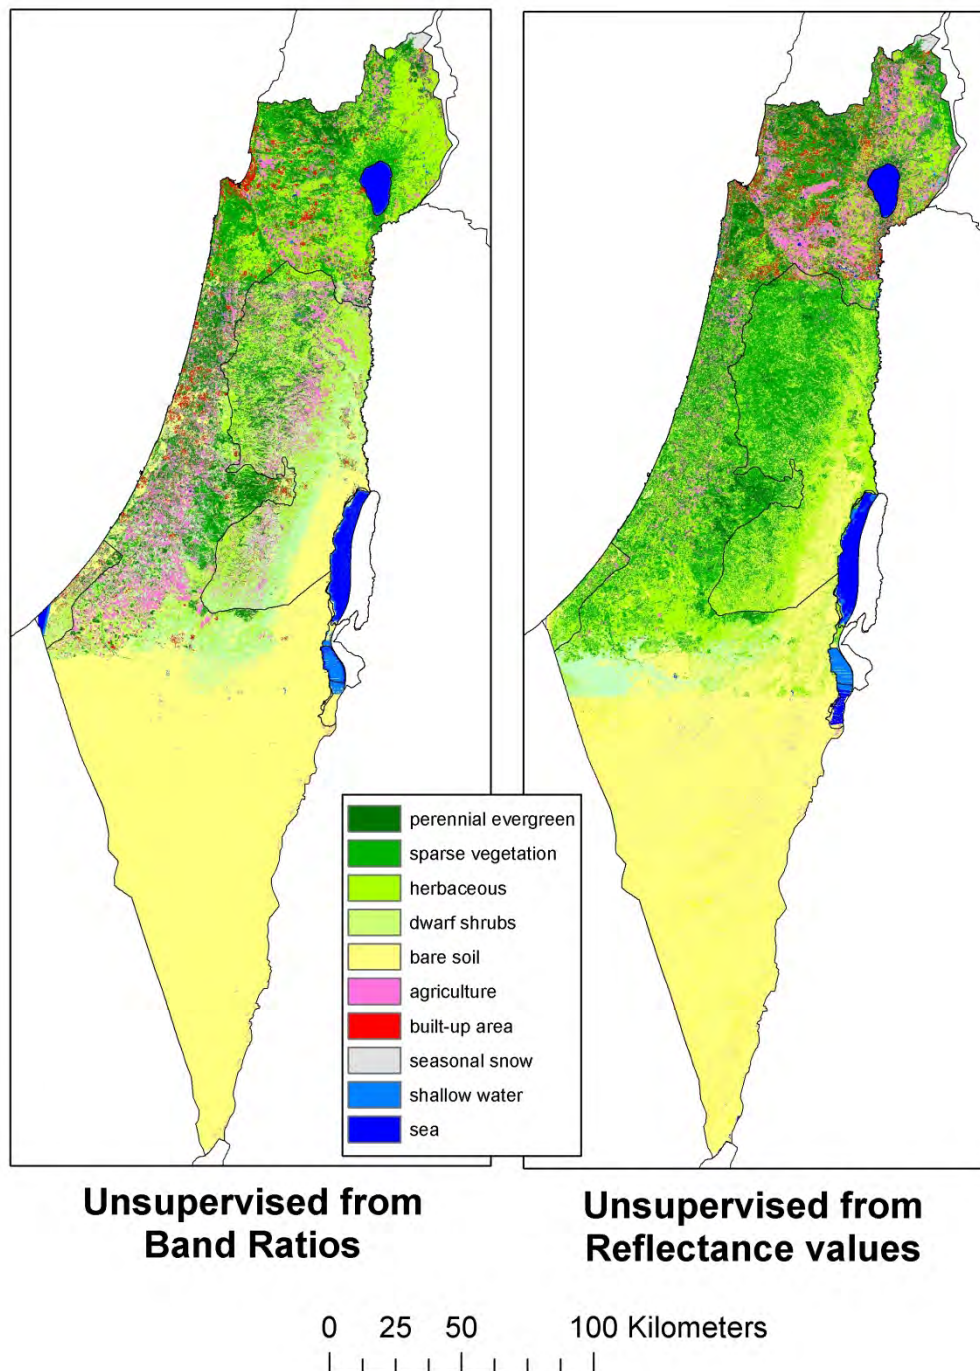 perennial evergreen
sparse vegetation
herbaceous
dwarf shrubs
bare soil
agriculture
built-up area
seasonal snow
shallow water
sea
Unsupervised from
Band Ratios
Unsupervised from
Reflectance values
0 25 50 100 Kilometers